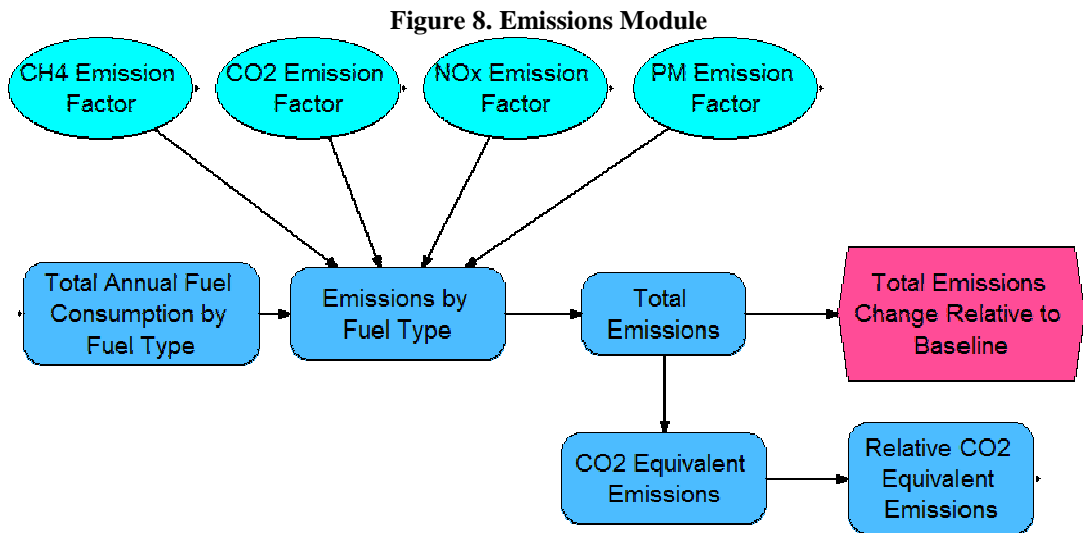 Figure 8. Emissions Module
CH4 Emission
Factor
CO2 Emission
Factor
NOx Emission
Factor
PM Emission
Factor
Total Annual Fuel
Consumption by
Fuel Type
Emissions by
Fuel Type
Total
Emissions
Total Emissions
Change Relative to
Baseline
CO2 Equivalent
Emissions
Relative CO2
Equivalent
Emissions